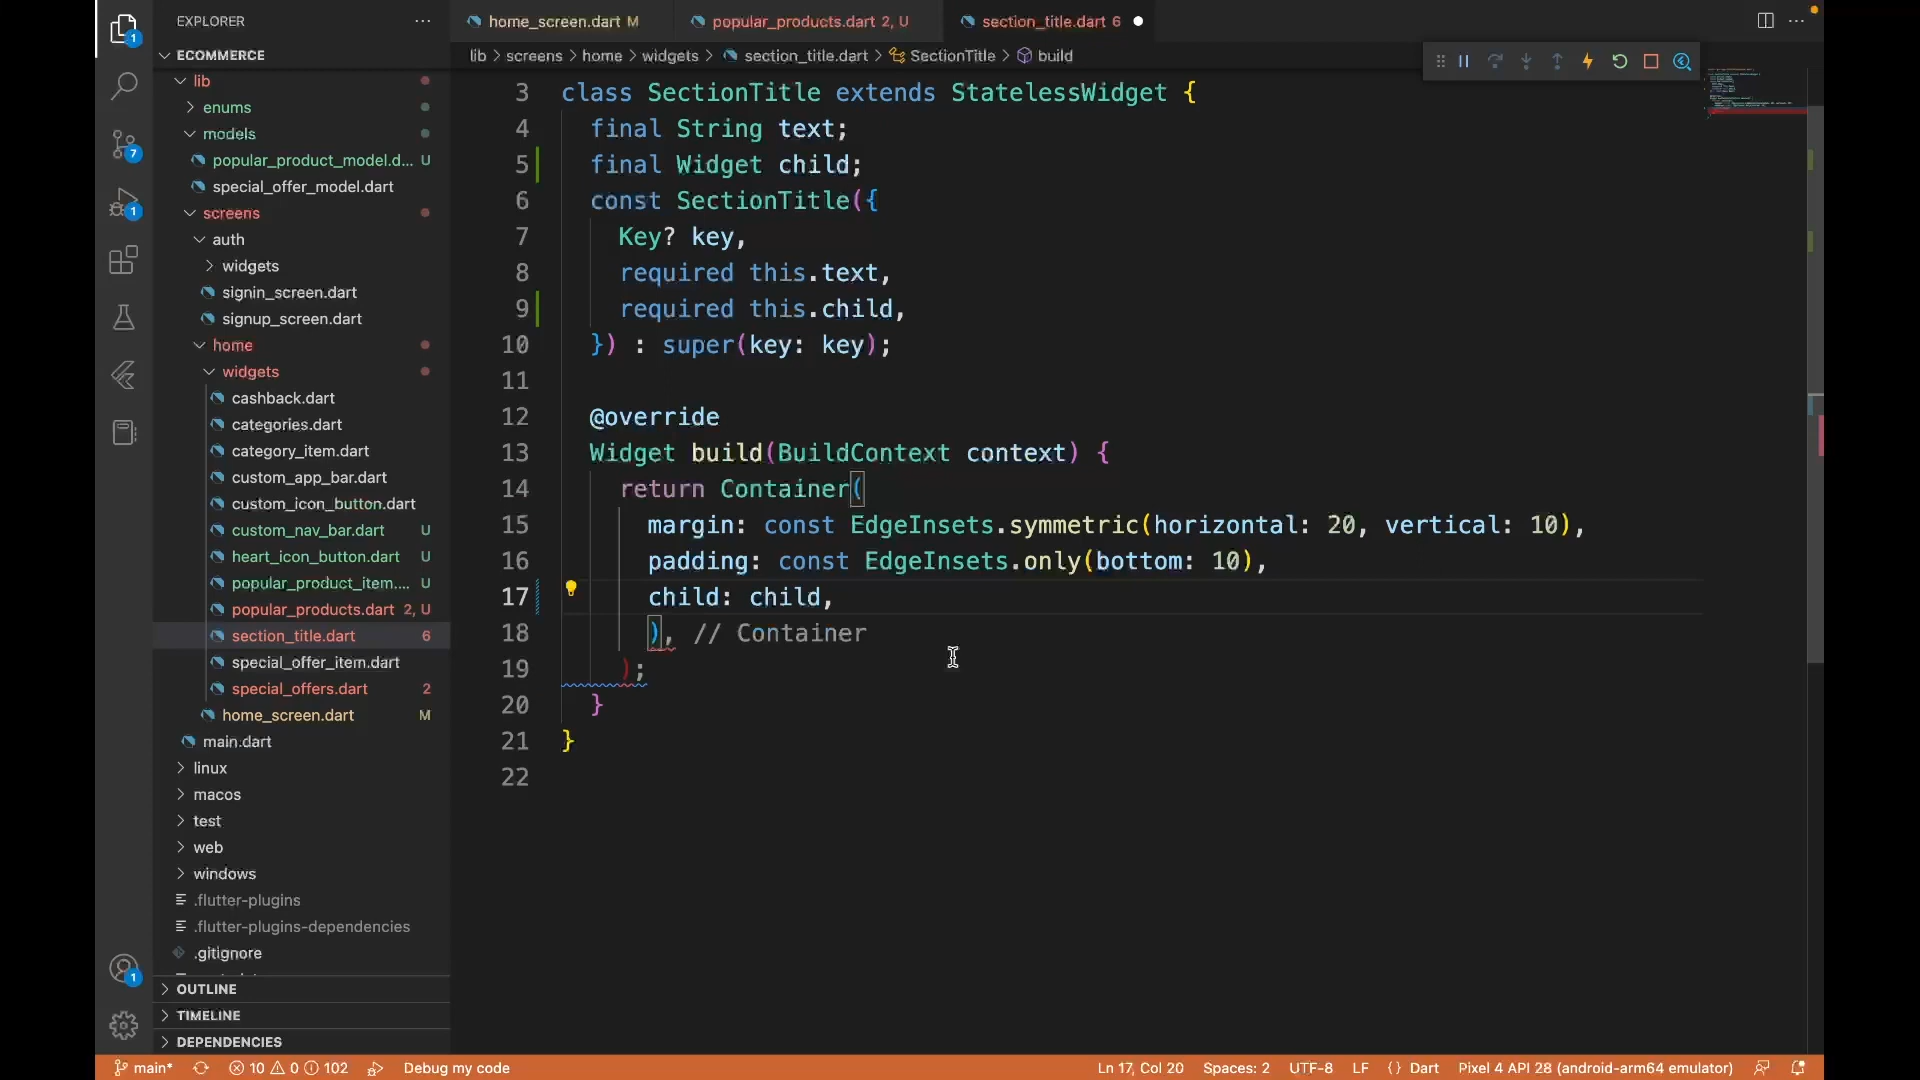 EXPLORER
ECOMMERCE
lib
enums
models
popular_product_model.d... U
special_offer_model.dart
screens
auth
widgets
signin_screen.dart
signup_screen.dart
home
widgets
cashback.dart
categories.dart
category_item.dart
custom_app_bar.dart
custom_icon_button.dart
custom_nav_bar.dart U
heart_icon_button.dart U
popular_product_item.... U
popular_products.dart 2, U
section_title.dart 6
special_offer_item.dart
special_offers.dart 2
home_screen.dart M
main.dart
linux
macos
test
web
windows
.flutter-plugins
.flutter-plugins-dependencies
.gitignore
OUTLINE
TIMELINE
DEPENDENCIES
1
7
1
1
home_screen.dart M
popular_products.dart 2, U
section_title.dart 6
lib > screens > home > widgets > section_title.dart > SectionTitle > build
3 class SectionTitle extends StatelessWidget {
4 final String text;
5 final Widget child;
6 const SectionTitle({
7 Key? key,
8 required this.text,
9 required this.child,
10 }) : super(key: key);
11
12 @override
13 Widget build(BuildContext context) {
14 return Container(
15 margin: const EdgeInsets.symmetric(horizontal: 20, vertical: 10),
16 padding: const EdgeInsets.only(bottom: 10),
17 child: child,
18 ), // Container
19 );
20 }
21 }
22
main* 10 0 102 Debug my code Ln 17, Col 20 Spaces: 2 UTF-8 LF {} Dart Pixel 4 API 28 (android-arm64 emulator)